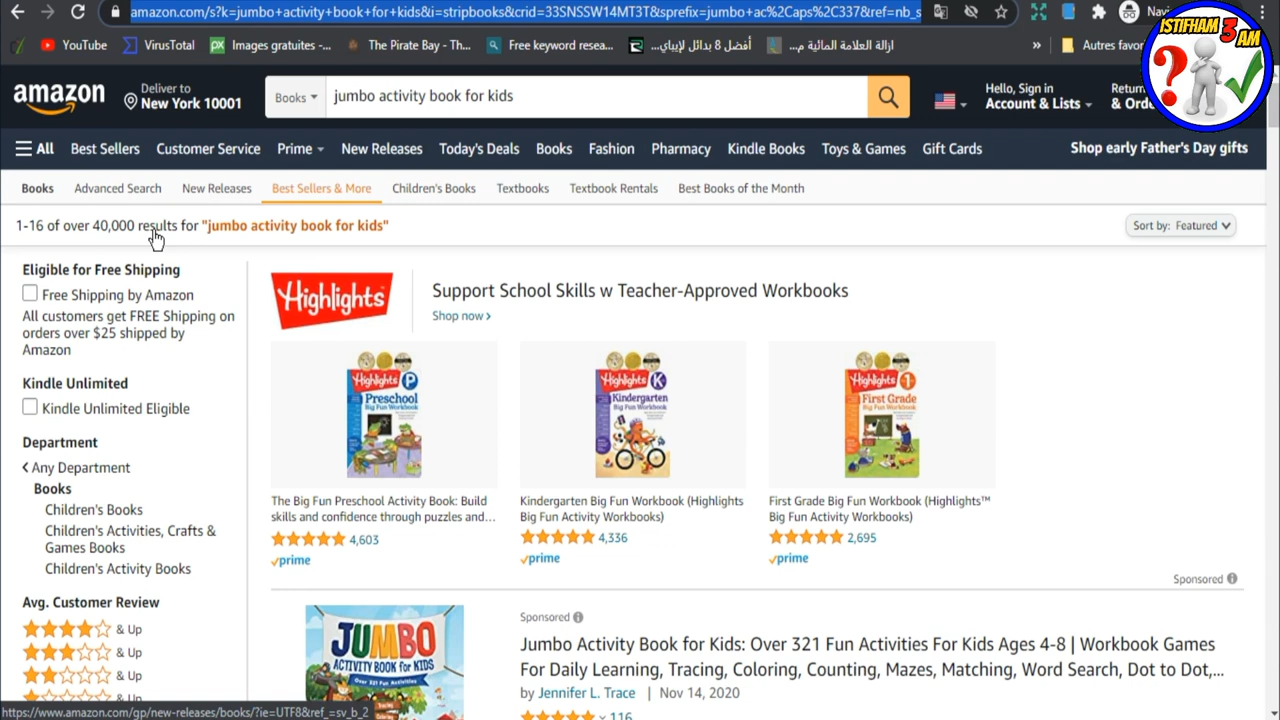 amazon.com/s?k=jumbo+activity+book+for+kids&i=stripbooks&crid=33SNSSW14MT3T&sprefix=jumbo+ac%2Caps%2C337&ref=nb_s
Navi
YouTube
VirusTotal
Images gratuites -...
The Pirate Bay - Th...
Free keyword resea...
أفضل 8 بدائل لإيباي...
ازالة العلامة المائية م...
»
Autres favor
ISTIFHAM 3 AM
amazon
Deliver to
New York 10001
Books
jumbo activity book for kids
Hello, Sign in
Account & Lists
Return
& Orde
All
Best Sellers
Customer Service
Prime
New Releases
Today's Deals
Books
Fashion
Pharmacy
Kindle Books
Toys & Games
Gift Cards
Shop early Father's Day gifts
Books
Advanced Search
New Releases
Best Sellers & More
Children's Books
Textbooks
Textbook Rentals
Best Books of the Month
1-16 of over 40,000 results for "jumbo activity book for kids"
Sort by: Featured
Eligible for Free Shipping
Free Shipping by Amazon
All customers get FREE Shipping on
orders over $25 shipped by
Amazon
Kindle Unlimited
Kindle Unlimited Eligible
Department
Any Department
Books
Children's Books
Children's Activities, Crafts &
Games Books
Children's Activity Books
Avg. Customer Review
& Up
& Up
& Up
& Up
Highlights
Support School Skills w Teacher-Approved Workbooks
Shop now ›
Highlights P
Preschool
Big Fun Workbook
Highlights K
Kindergarten
Big Fun Workbook
Highlights 1
First Grade
Big Fun Workbook
The Big Fun Preschool Activity Book: Build
skills and confidence through puzzles and...
4,603
prime
Kindergarten Big Fun Workbook (Highlights
Big Fun Activity Workbooks)
4,336
prime
First Grade Big Fun Workbook (Highlights™
Big Fun Activity Workbooks)
2,695
prime
Sponsored
JUMBO
ACTIVITY BOOK for KIDS
Over 321 Fun Activities
Tracing
Coloring
Sponsored
Jumbo Activity Book for Kids: Over 321 Fun Activities For Kids Ages 4-8 | Workbook Games
For Daily Learning, Tracing, Coloring, Counting, Mazes, Matching, Word Search, Dot to Dot,...
by Jennifer L. Trace | Nov 14, 2020
116
https://www.amazon.com/gp/new-releases/books/?ie=UTF8&ref_=sv_b_2